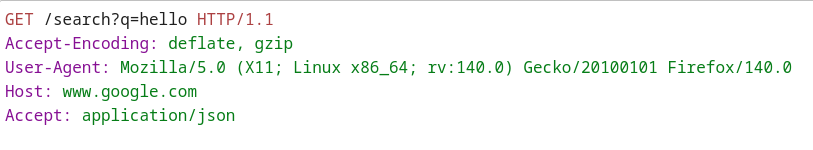 GET /search?q=hello HTTP/1.1
Accept-Encoding: deflate, gzip
User-Agent: Mozilla/5.0 (X11; Linux x86_64; rv:140.0) Gecko/20100101 Firefox/140.0
Host: www.google.com
Accept: application/json